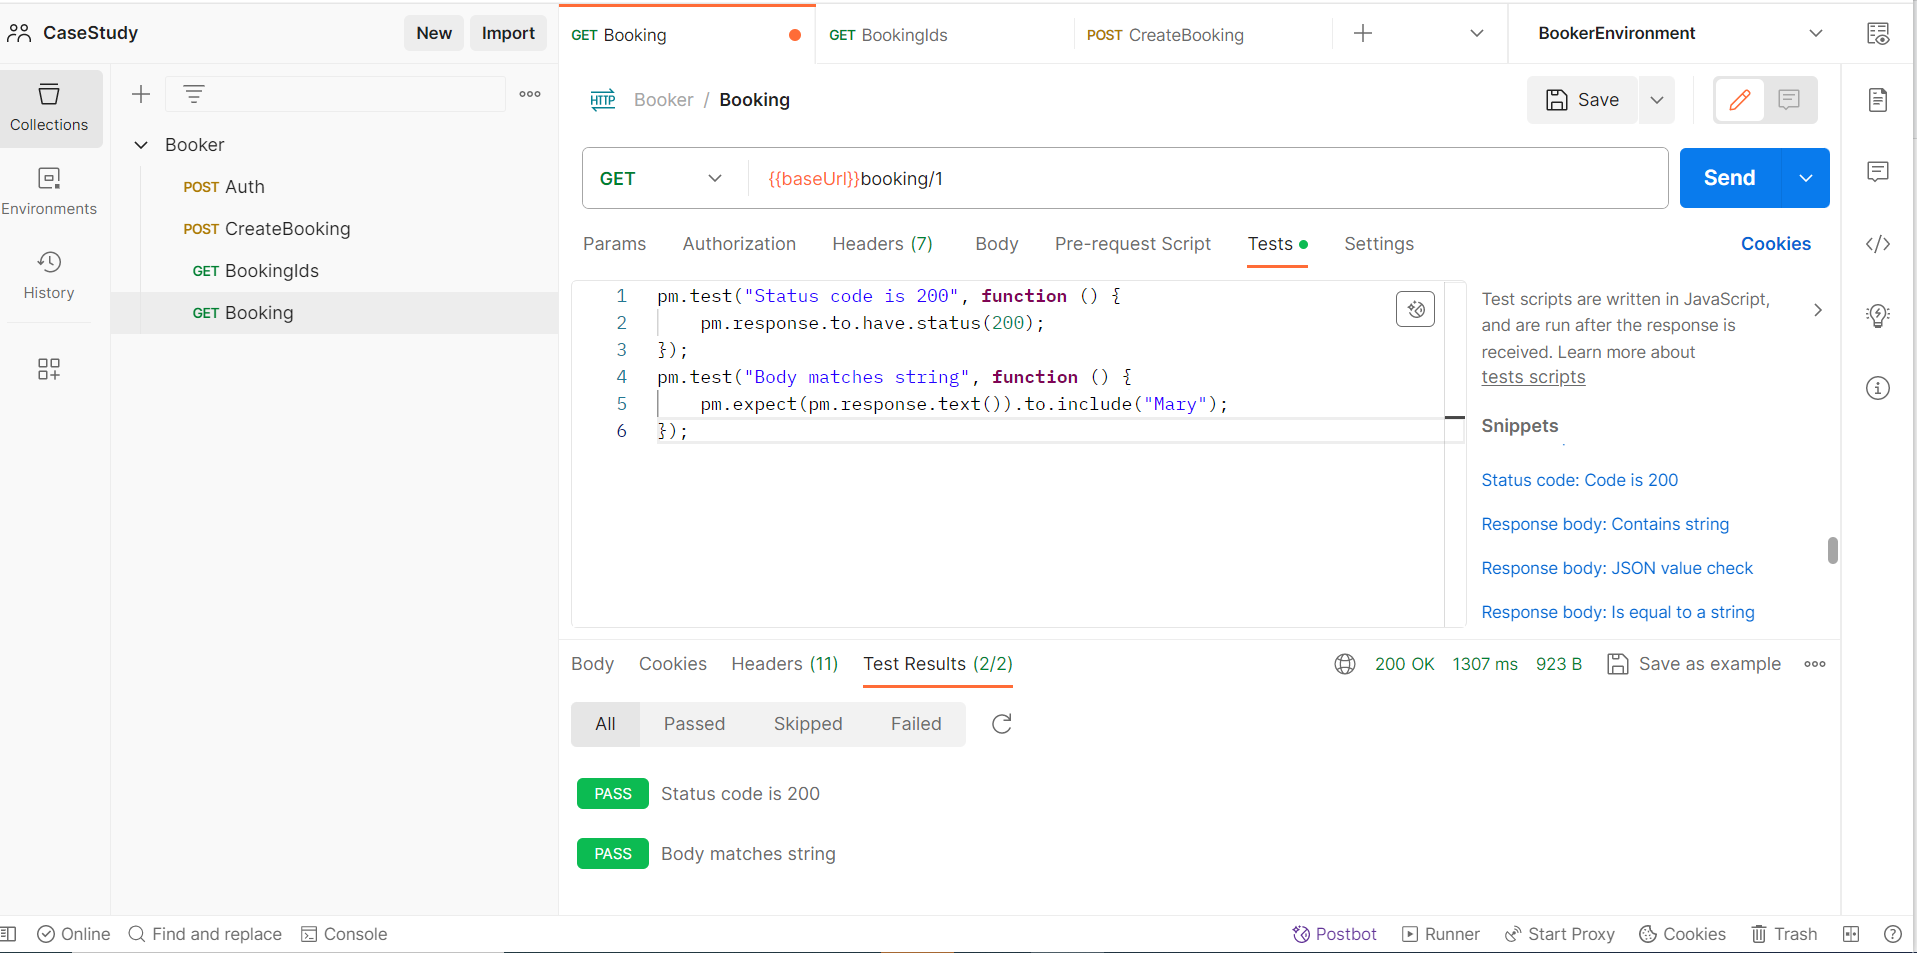 CaseStudy
New
Import
GET Booking
GET BookingIds
POST CreateBooking
BookerEnvironment
Collections
Environments
History
Booker
POST Auth
POST CreateBooking
GET BookingIds
GET Booking
HTTP Booker / Booking
Save
GET
{{baseUrl}}booking/1
Send
Params
Authorization
Headers (7)
Body
Pre-request Script
Tests
Settings
Cookies
1 pm.test("Status code is 200", function () {
2 pm.response.to.have.status(200);
3 });
4 pm.test("Body matches string", function () {
5 pm.expect(pm.response.text()).to.include("Mary");
6 });
Test scripts are written in JavaScript,
and are run after the response is
received. Learn more about
tests scripts
Snippets
Status code: Code is 200
Response body: Contains string
Response body: JSON value check
Response body: Is equal to a string
Body
Cookies
Headers (11)
Test Results (2/2)
200 OK
1307 ms
923 B
Save as example
All
Passed
Skipped
Failed
PASS Status code is 200
PASS Body matches string
Online
Find and replace
Console
Postbot
Runner
Start Proxy
Cookies
Trash